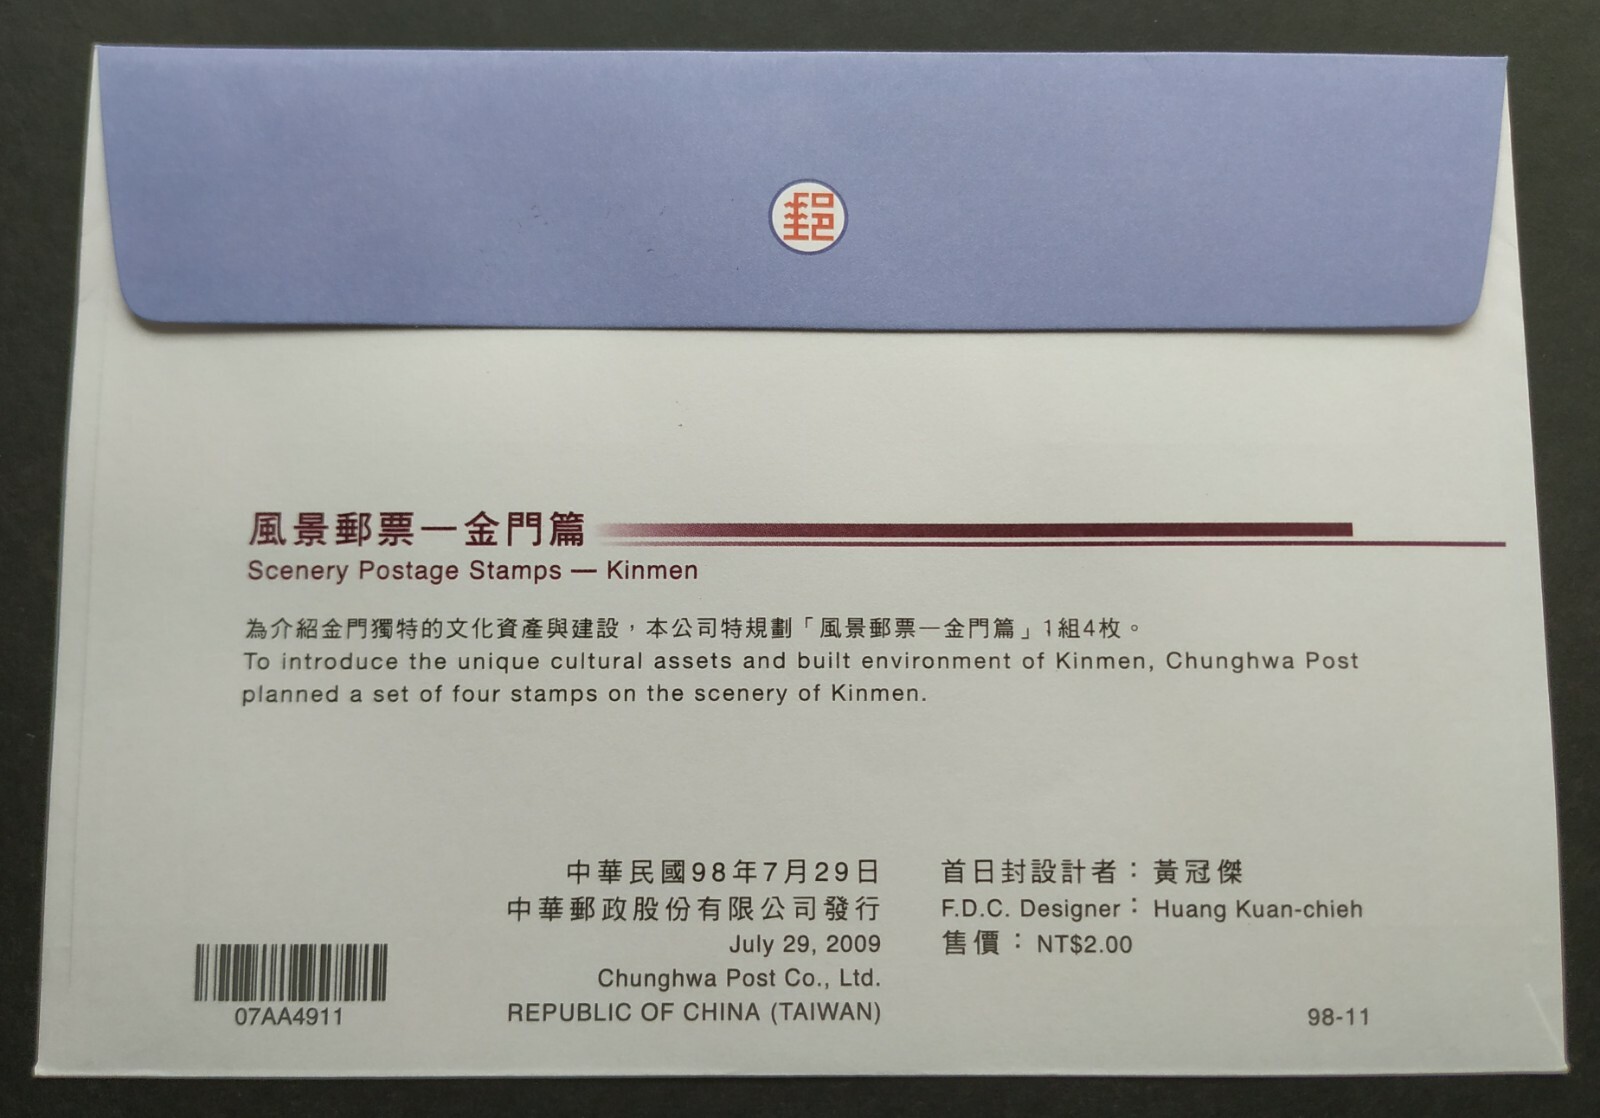 郵
風景郵票—金門篇
Scenery Postage Stamps — Kinmen
為介紹金門獨特的文化資產與建設，本公司特規劃「風景郵票—金門篇」1組4枚。
To introduce the unique cultural assets and built environment of Kinmen, Chunghwa Post
planned a set of four stamps on the scenery of Kinmen.
中華民國98年7月29日
中華郵政股份有限公司發行
July 29, 2009
Chunghwa Post Co., Ltd.
REPUBLIC OF CHINA (TAIWAN)
首日封設計者：黃冠傑
F.D.C. Designer：Huang Kuan-chieh
售價：NT$2.00
07AA4911
98-11